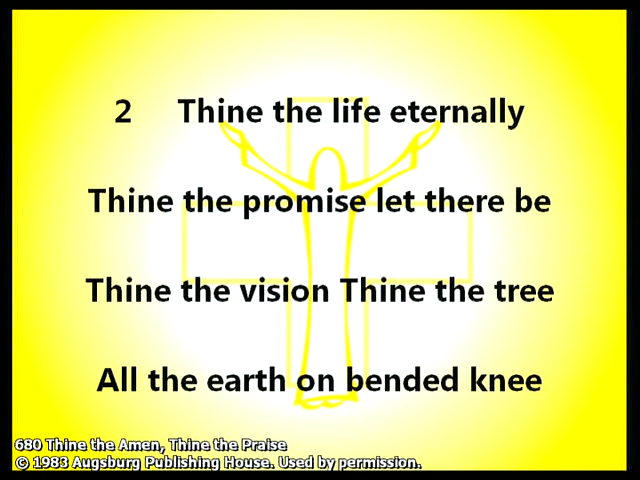 2 Thine the life eternally
Thine the promise let there be
Thine the vision Thine the tree
All the earth on bended knee
680 Thine the Amen, Thine the Praise
© 1983 Augsburg Publishing House. Used by permission.